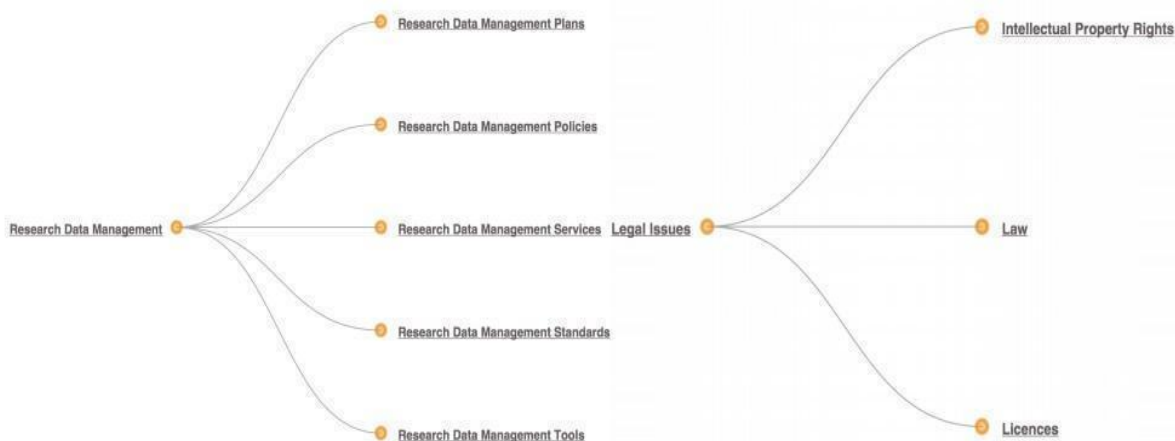 Research Data Management
Research Data Management Plans
Research Data Management Policies
Research Data Management Services
Research Data Management Standards
Research Data Management Tools
Legal Issues
Intellectual Property Rights
Law
Licences